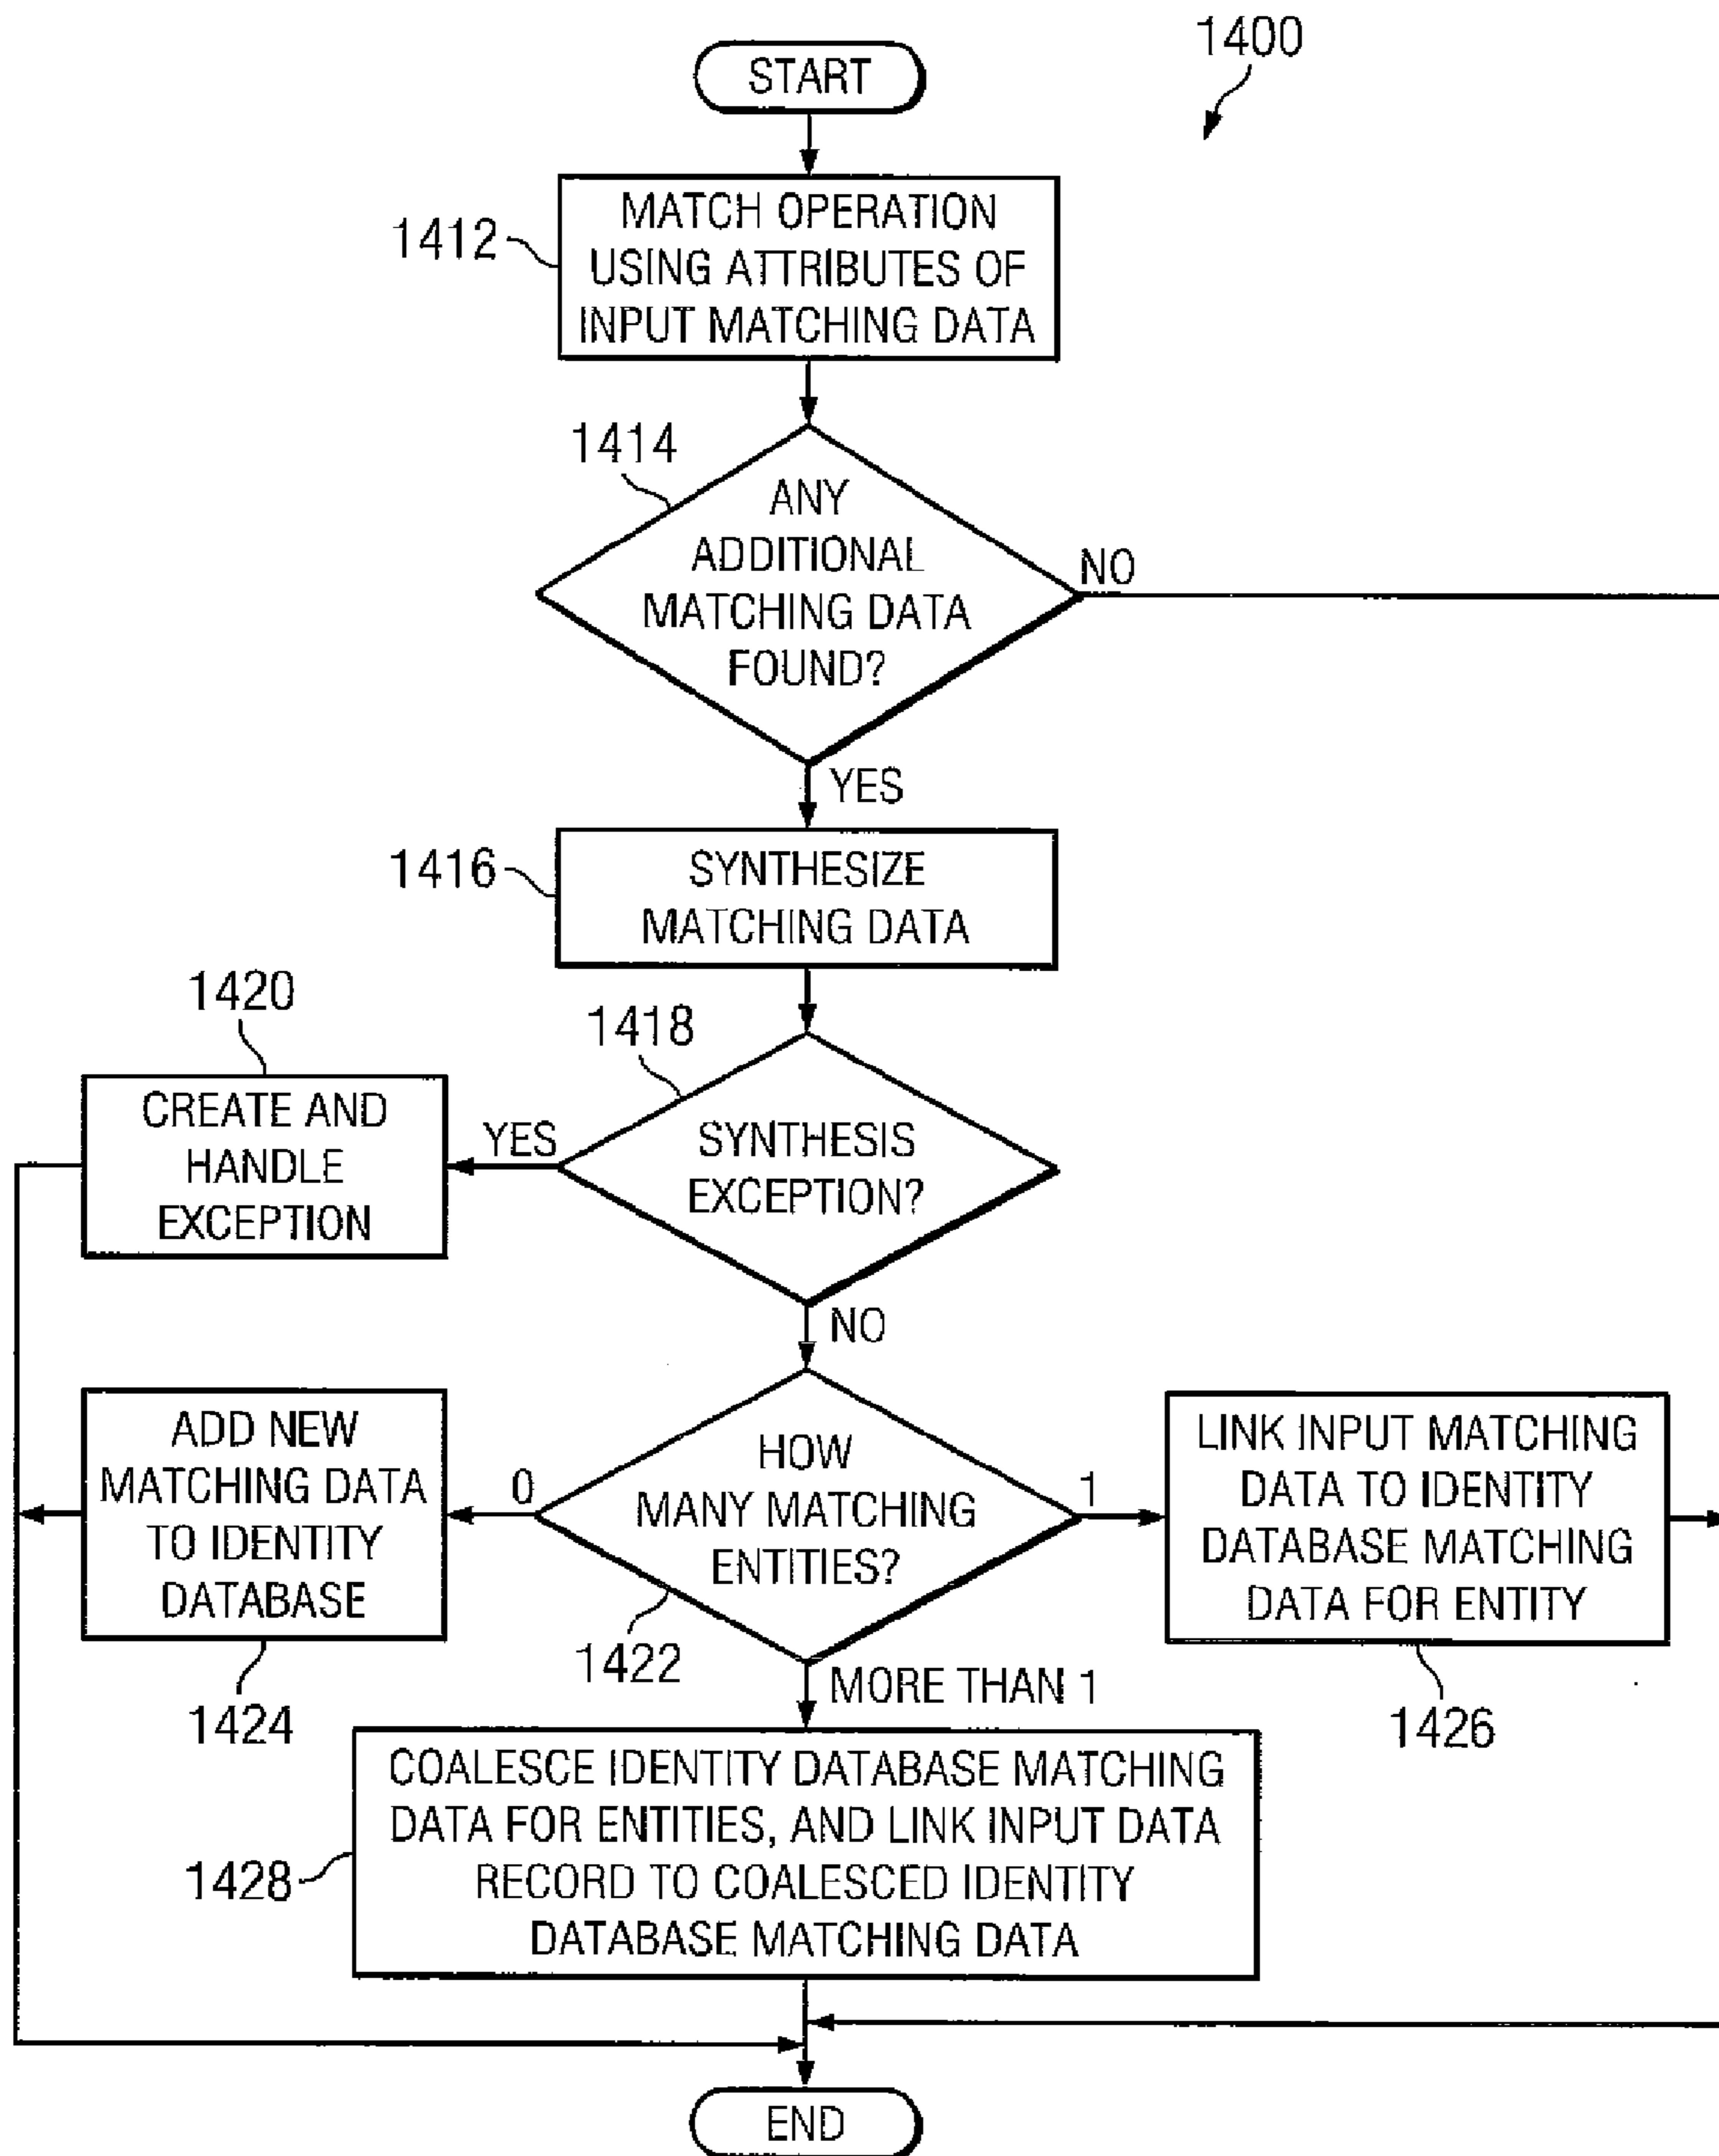 1400
START
1412
MATCH OPERATION
USING ATTRIBUTES OF
INPUT MATCHING DATA
1414
ANY
ADDITIONAL
MATCHING DATA
FOUND?
NO
YES
1416
SYNTHESIZE
MATCHING DATA
1420
1418
CREATE AND
HANDLE
EXCEPTION
YES
SYNTHESIS
EXCEPTION?
NO
ADD NEW
MATCHING DATA
TO IDENTITY
DATABASE
1424
0
HOW
MANY MATCHING
ENTITIES?
1422
1
LINK INPUT MATCHING
DATA TO IDENTITY
DATABASE MATCHING
DATA FOR ENTITY
1426
MORE THAN 1
1428
COALESCE IDENTITY DATABASE MATCHING
DATA FOR ENTITIES, AND LINK INPUT DATA
RECORD TO COALESCED IDENTITY
DATABASE MATCHING DATA
END